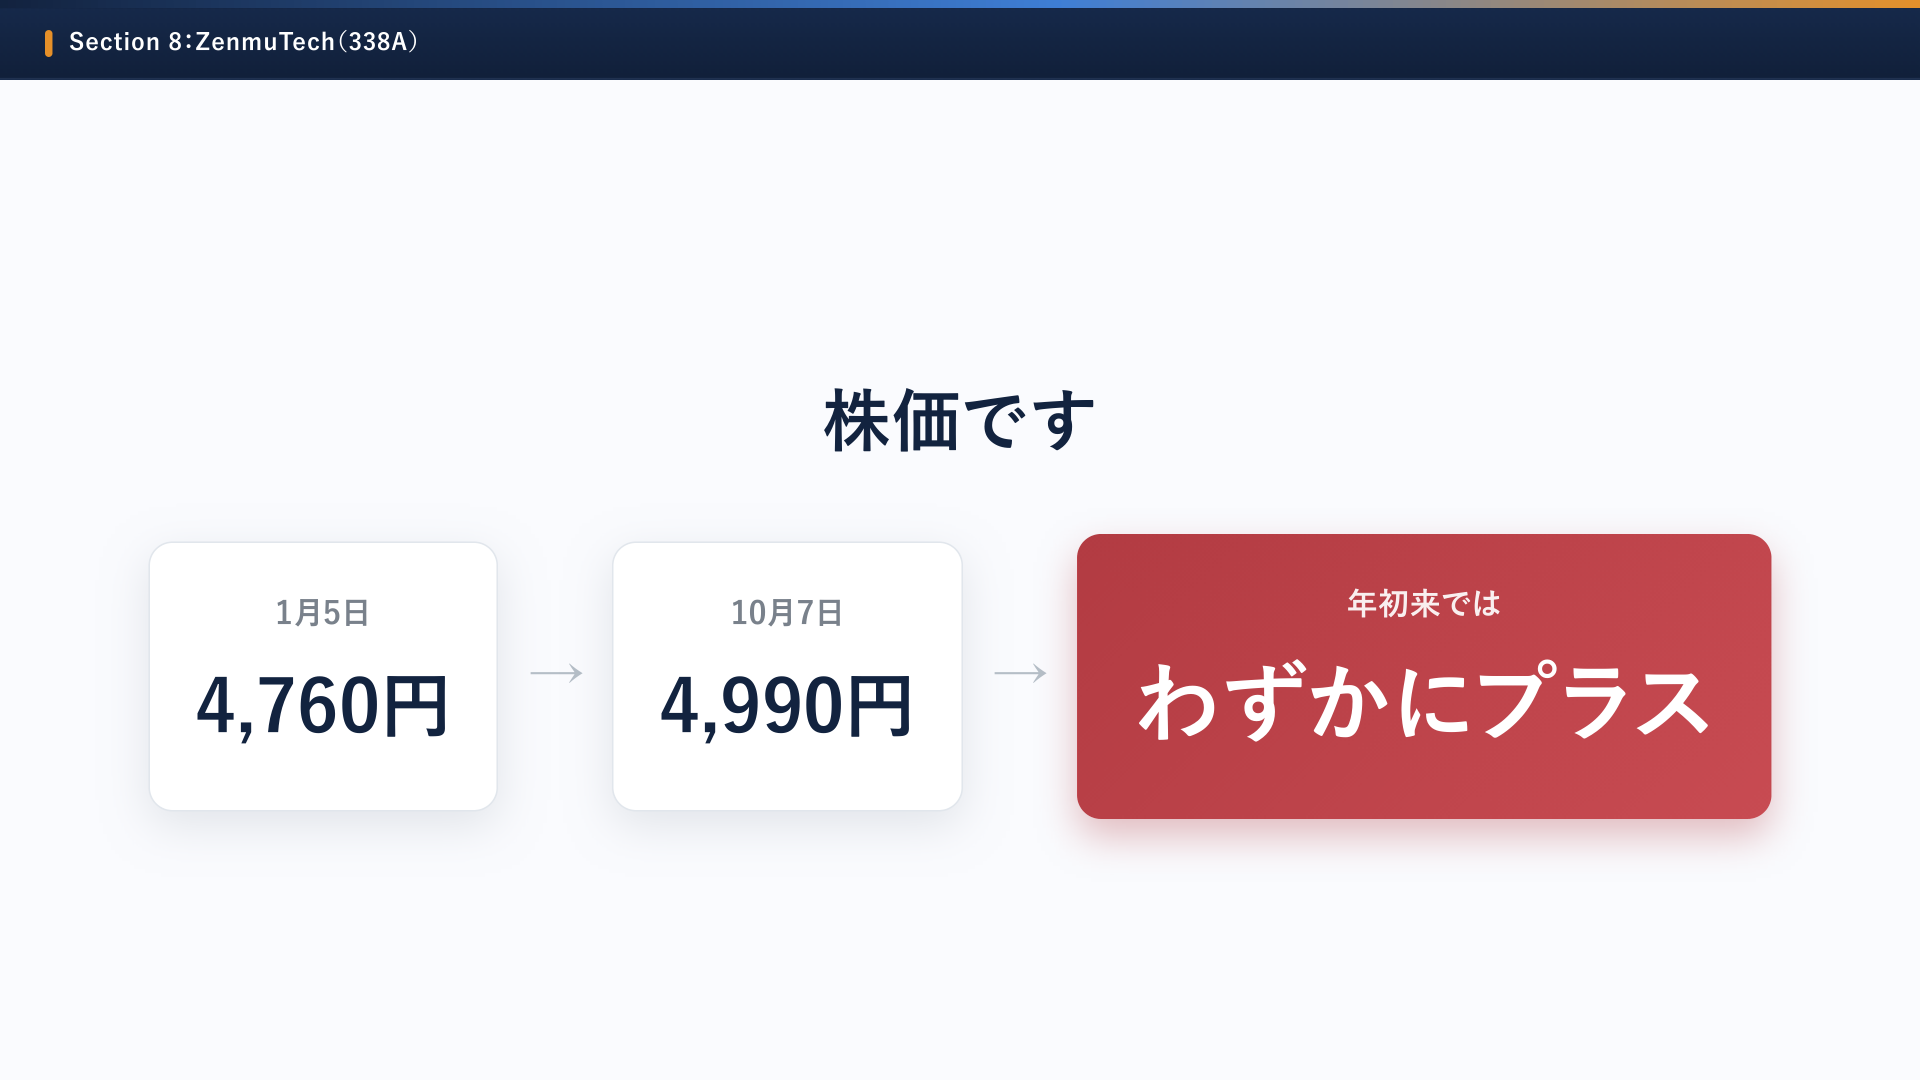 Section 8：ZenmuTech（338A）
株価です
1月5日
4,760円
→
10月7日
4,990円
→
年初来では
わずかにプラス